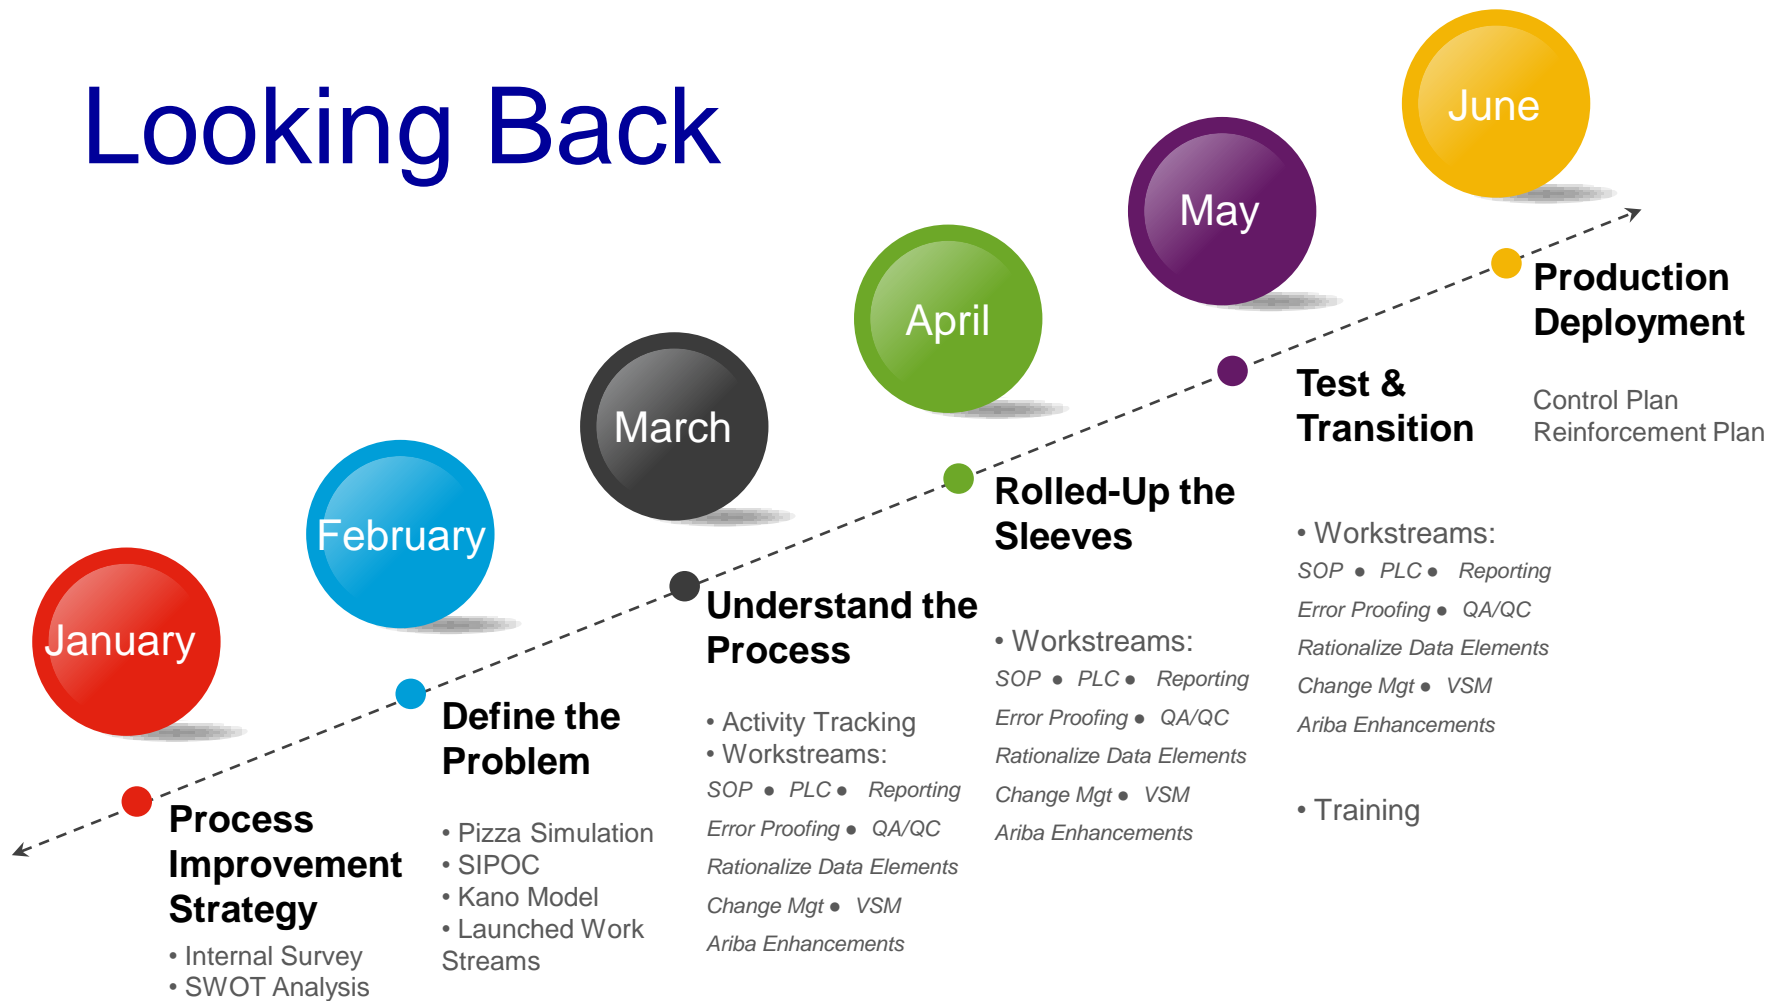 Looking Back
January
Process
Improvement
Strategy
• Internal Survey
• SWOT Analysis
February
Define the
Problem
• Pizza Simulation
• SIPOC
• Kano Model
• Launched Work
Streams
March
Understand the
Process
• Activity Tracking
• Workstreams:
SOP ● PLC ● Reporting
Error Proofing ● QA/QC
Rationalize Data Elements
Change Mgt ● VSM
Ariba Enhancements
April
Rolled-Up the
Sleeves
• Workstreams:
SOP ● PLC ● Reporting
Error Proofing ● QA/QC
Rationalize Data Elements
Change Mgt ● VSM
Ariba Enhancements
May
Test &
Transition
• Workstreams:
SOP ● PLC ● Reporting
Error Proofing ● QA/QC
Rationalize Data Elements
Change Mgt ● VSM
Ariba Enhancements
• Training
June
Production
Deployment
Control Plan
Reinforcement Plan